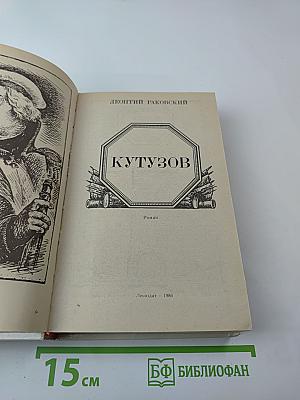 ЛЕОНТИЙ РАКОВСКИЙ
КУТУЗОВ
Роман
Лениздат · 1986
15 см
БФ БИБЛИОФАН